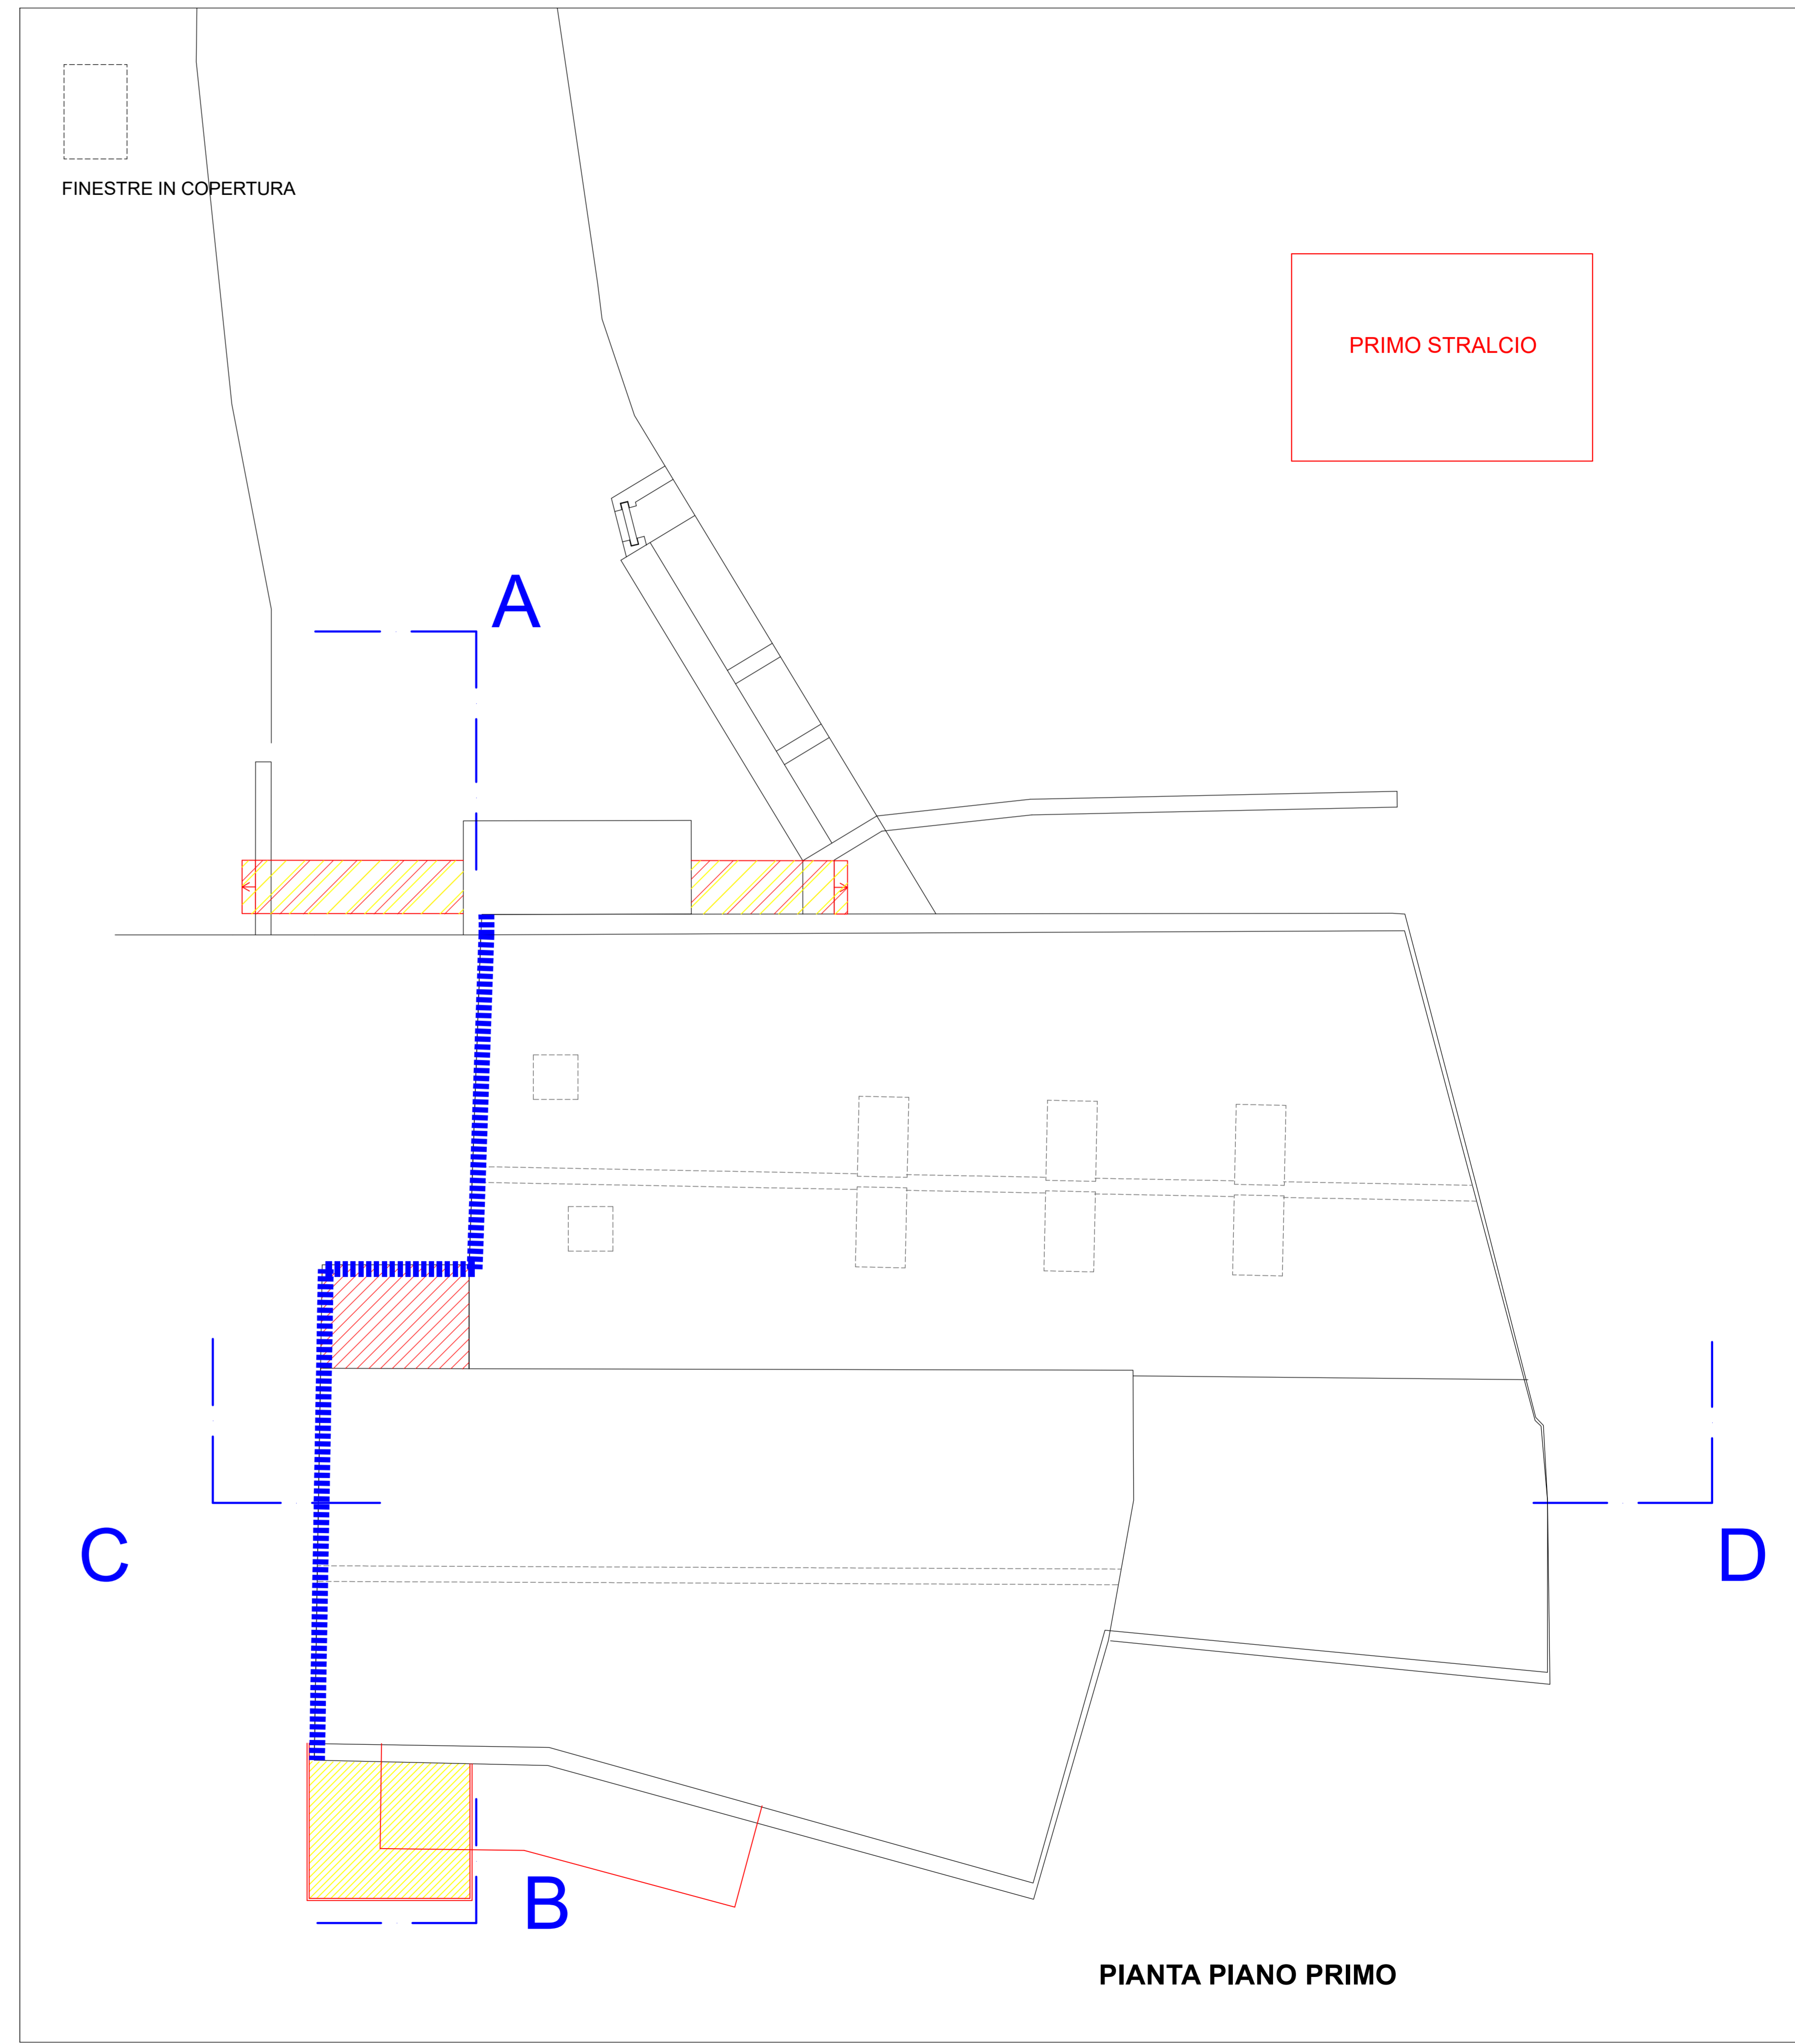 FINESTRE IN COPERTURA
PRIMO STRALCIO
A
C
D
B
PIANTA PIANO PRIMO